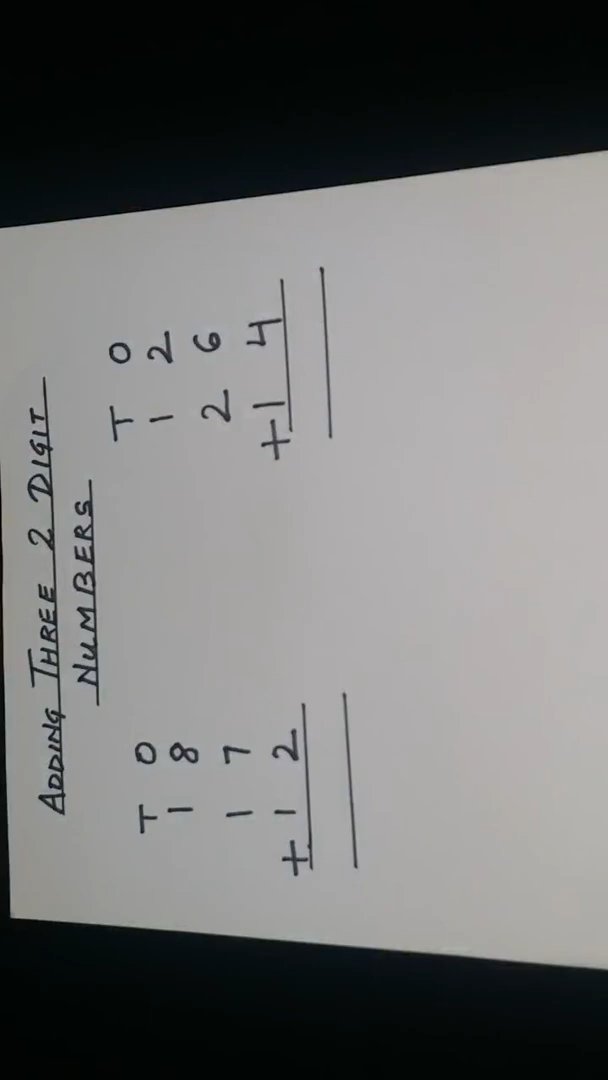 ADDING THREE 2 DIGIT
NUMBERS
T O
1 8
1 7
+ 1 2
T O
1 2
2 6
+ 1 4